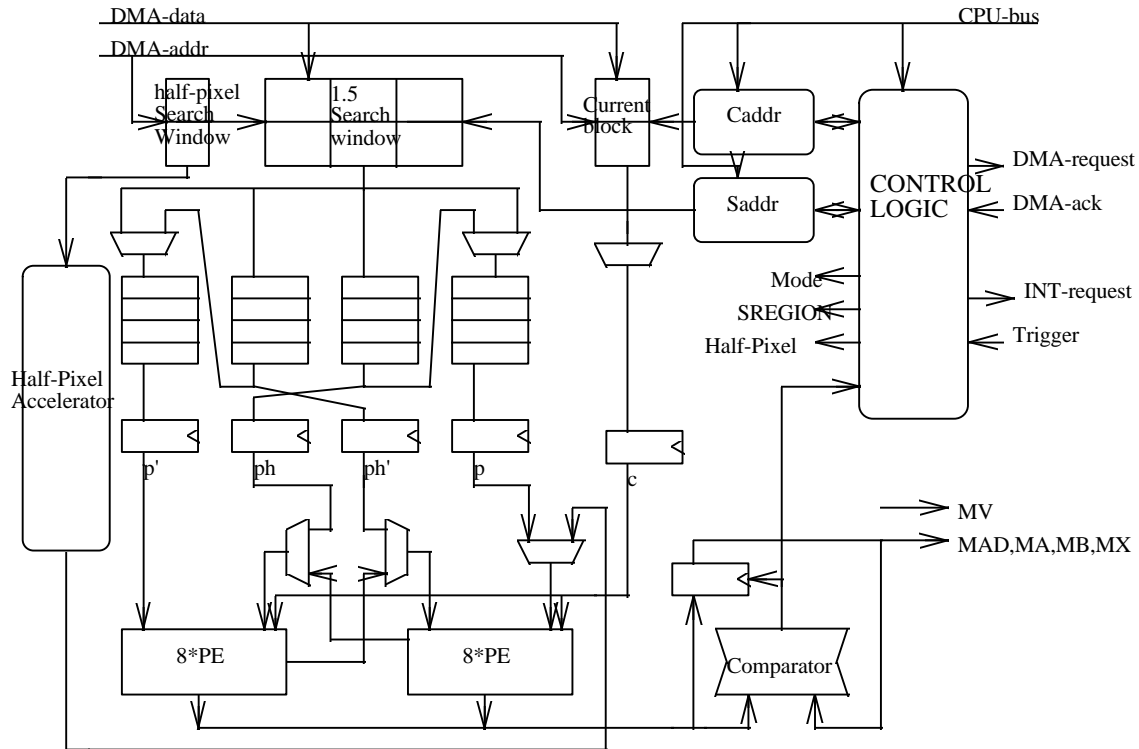 DMA-data
CPU-bus
DMA-addr
half-pixel
Search
Window
1.5
Search
window
Current
block
Caddr
Saddr
CONTROL
LOGIC
DMA-request
DMA-ack
Mode
INT-request
SREGION
Trigger
Half-Pixel
Half-Pixel
Accelerator
p'
ph
ph'
p
c
MV
MAD,MA,MB,MX
8*PE
8*PE
Comparator